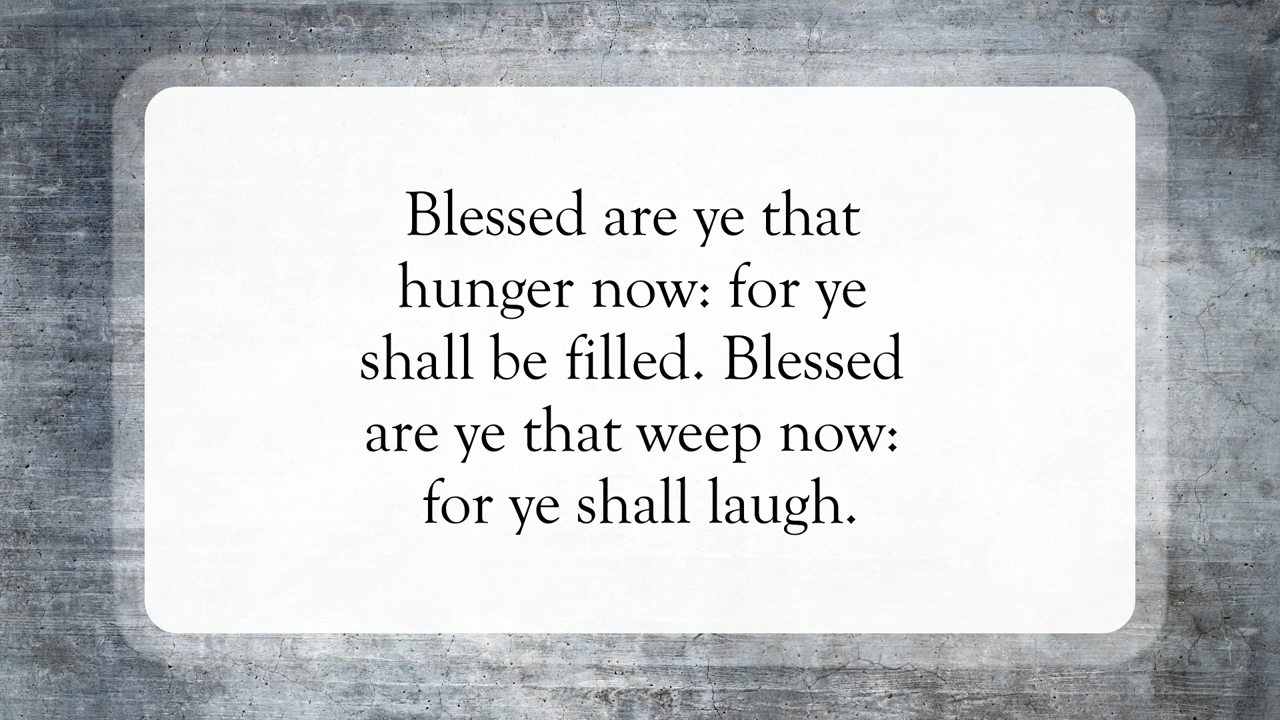 Blessed are ye that
hunger now: for ye
shall be filled. Blessed
are ye that weep now:
for ye shall laugh.